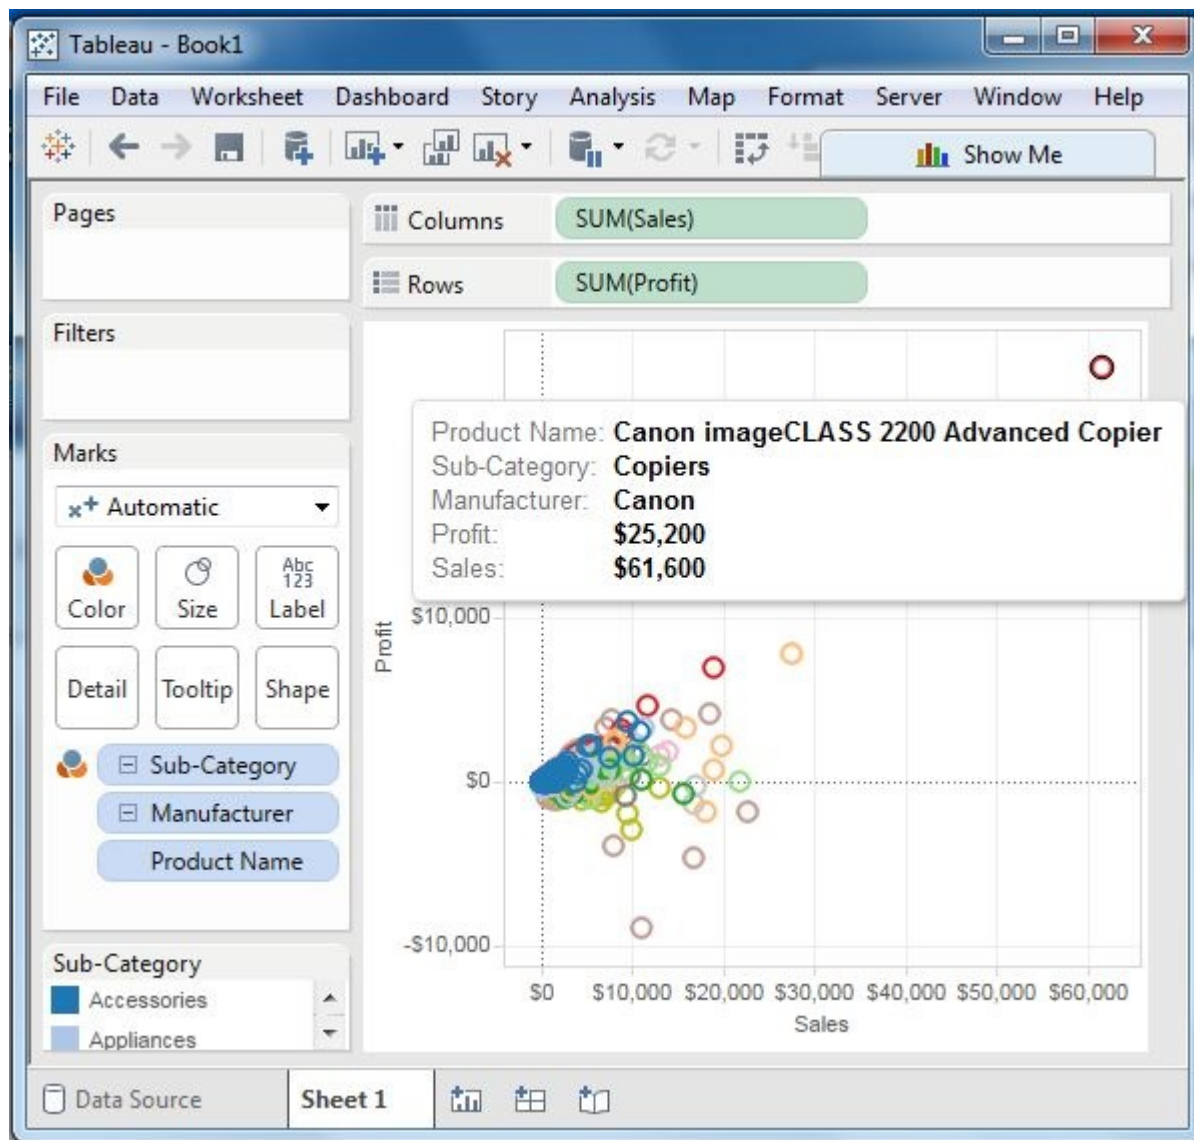 Tableau - Book1
File Data Worksheet Dashboard Story Analysis Map Format Server Window Help
Show Me
Pages
Columns SUM(Sales)
Rows SUM(Profit)
Filters
Marks
Automatic
Color Size Abc 123 Label
Detail Tooltip Shape
Sub-Category
Manufacturer
Product Name
Sub-Category
Accessories
Appliances
Product Name: Canon imageCLASS 2200 Advanced Copier
Sub-Category: Copiers
Manufacturer: Canon
Profit: $25,200
Sales: $61,600
Profit
$10,000
$0
-$10,000
$0 $10,000 $20,000 $30,000 $40,000 $50,000 $60,000
Sales
Data Source Sheet 1